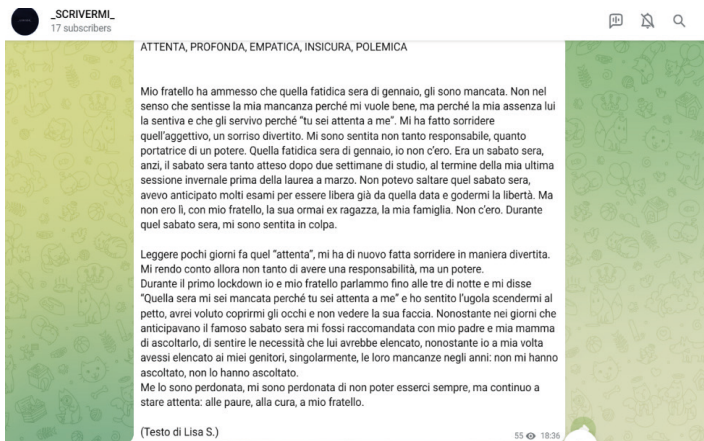 _SCRIVERMI_
17 subscribers
ATTENTA, PROFONDA, EMPATICA, INSICURA, POLEMICA
Mio fratello ha ammesso che quella fatidica sera di gennaio, gli sono mancata. Non nel
senso che sentisse la mia mancanza perché mi vuole bene, ma perché la mia assenza lui
la sentiva e che gli servivo perché “tu sei attenta a me”. Mi ha fatto sorridere
quell’aggettivo, un sorriso divertito. Mi sono sentita non tanto responsabile, quanto
portatrice di un potere. Quella fatidica sera di gennaio, io non c’ero. Era un sabato sera,
anzi, il sabato sera tanto atteso dopo due settimane di studio, al termine della mia ultima
sessione invernale prima della laurea a marzo. Non potevo saltare quel sabato sera,
avevo anticipato molti esami per essere libera già da quella data e godermi la libertà. Ma
non ero lì, con mio fratello, la sua ormai ex ragazza, la mia famiglia. Non c’ero. Durante
quel sabato sera, mi sono sentita in colpa.
Leggere pochi giorni fa quel “attenta”, mi ha di nuovo fatta sorridere in maniera divertita.
Mi rendo conto allora non tanto di avere una responsabilità, ma un potere.
Durante il primo lockdown io e mio fratello parlammo fino alle tre di notte e mi disse
“Quella sera mi sei mancata perché tu sei attenta a me” e ho sentito l’ugola scendermi al
petto, avrei voluto coprirmi gli occhi e non vedere la sua faccia. Nonostante nei giorni che
anticipavano il famoso sabato sera mi fossi raccomandata con mio padre e mia mamma
di ascoltarlo, di sentire le necessità che lui avrebbe elencato, nonostante io a mia volta
avessi elencato ai miei genitori, singolarmente, le loro mancanze negli anni: non mi hanno
ascoltato, non lo hanno ascoltato.
Me lo sono perdonata, mi sono perdonata di non poter esserci sempre, ma continuo a
stare attenta: alle paure, alla cura, a mio fratello.
(Testo di Lisa S.)
55 18:36